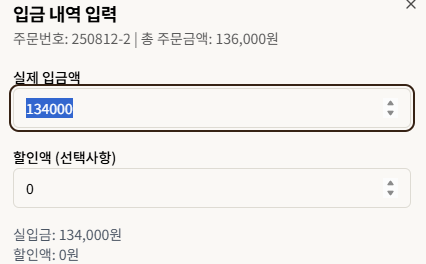 입금 내역 입력
주문번호: 250812-2 | 총 주문금액: 136,000원
실제 입금액
134000
할인액 (선택사항)
0
실입금: 134,000원
할인액: 0원